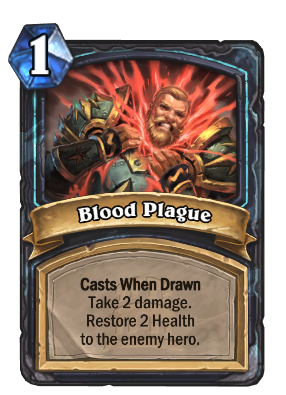 1
Blood Plague
Casts When Drawn
Take 2 damage.
Restore 2 Health
to the enemy hero.